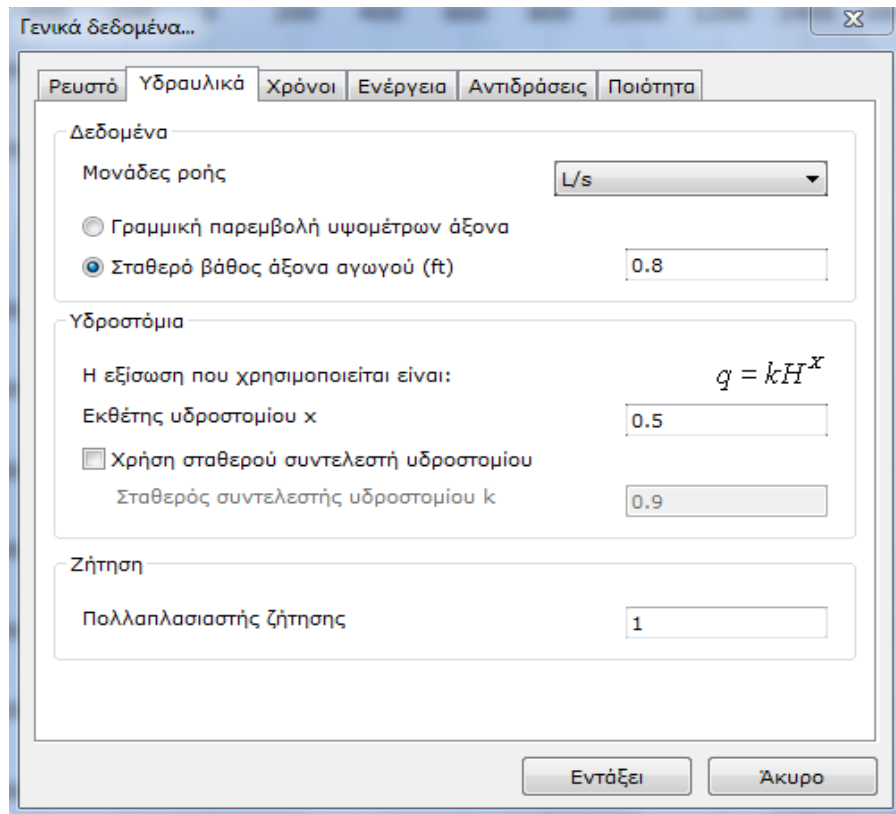 Γενικά δεδομένα...
Ρευστό Υδραυλικά Χρόνοι Ενέργεια Αντιδράσεις Ποιότητα
Δεδομένα
Μονάδες ροής L/s
Γραμμική παρεμβολή υψομέτρων άξονα
Σταθερό βάθος άξονα αγωγού (ft) 0.8
Υδροστόμια
Η εξίσωση που χρησιμοποιείται είναι: q = kH^x
Εκθέτης υδροστομίου x 0.5
Χρήση σταθερού συντελεστή υδροστομίου
Σταθερός συντελεστής υδροστομίου k 0.9
Ζήτηση
Πολλαπλασιαστής ζήτησης 1
Εντάξει Άκυρο